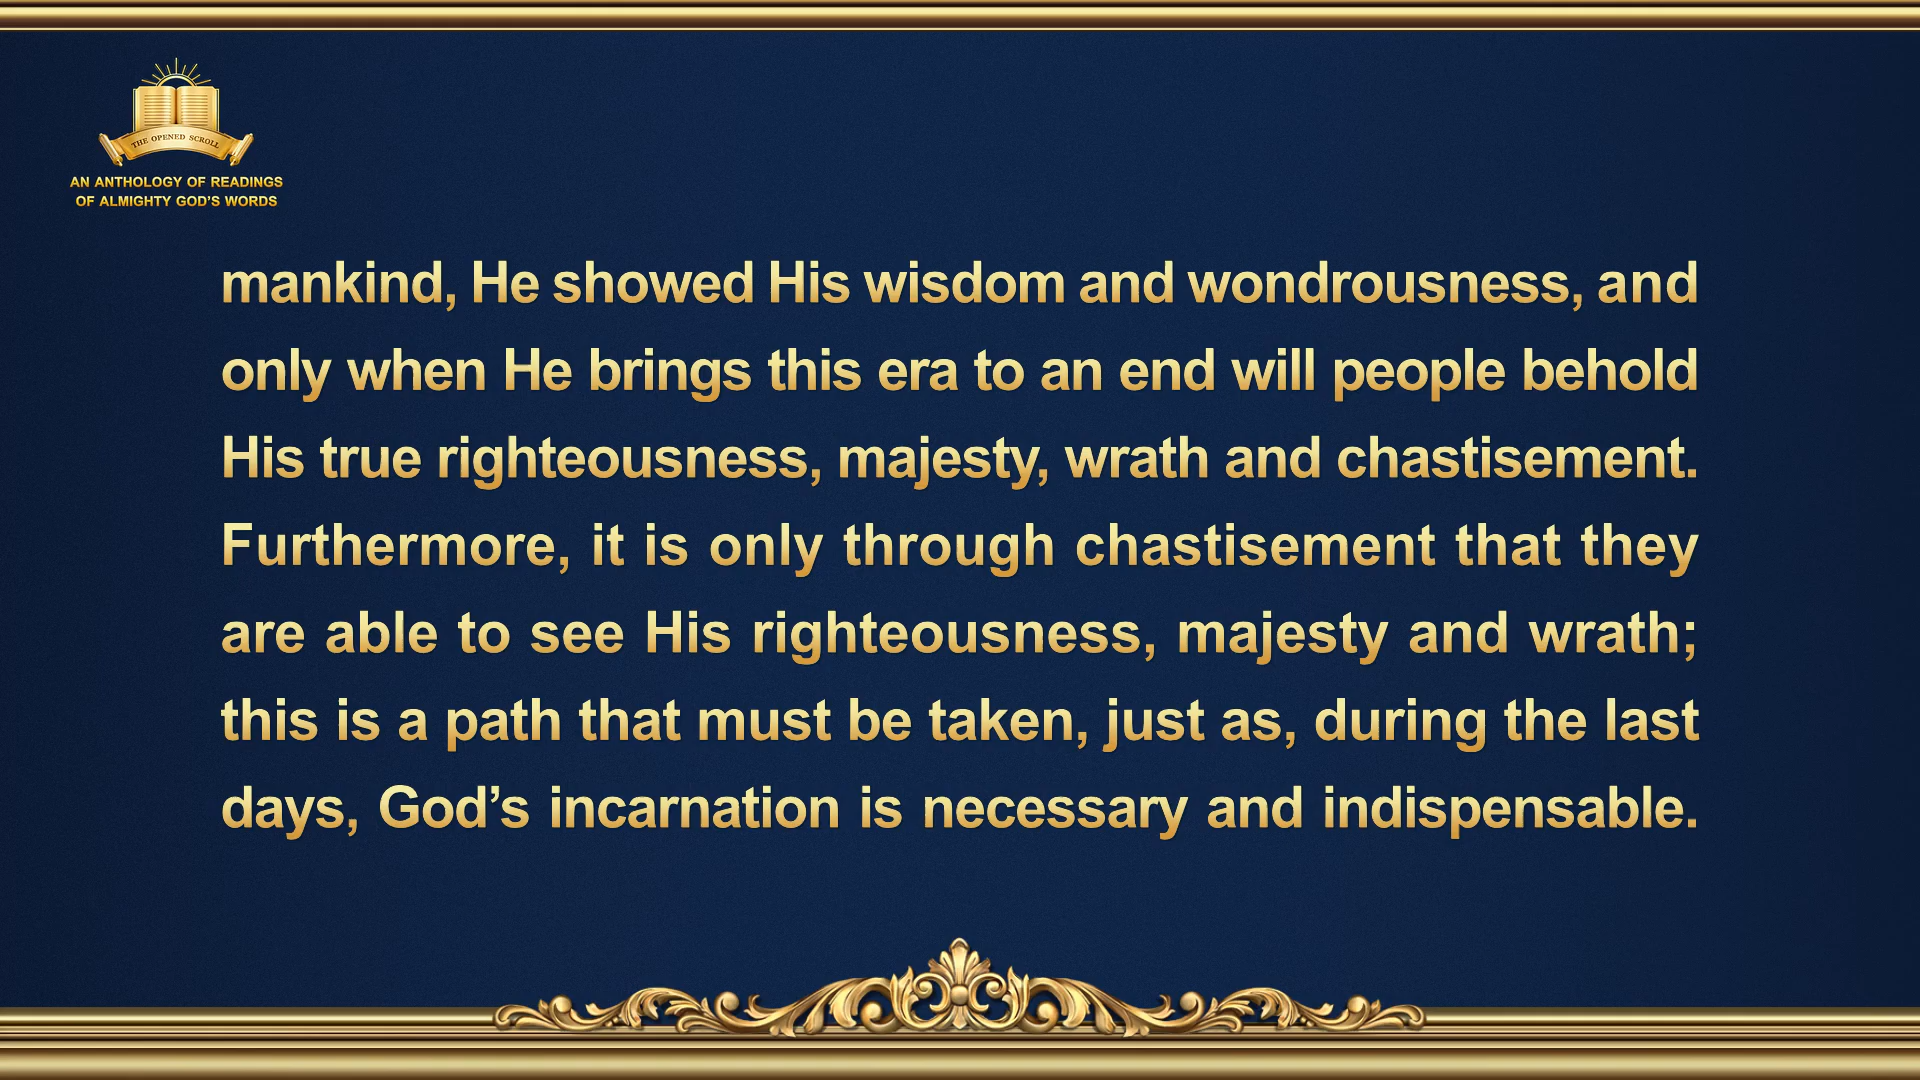 THE OPENED SCROLL
AN ANTHOLOGY OF READINGS
OF ALMIGHTY GOD’S WORDS
mankind, He showed His wisdom and wondrousness, and
only when He brings this era to an end will people behold
His true righteousness, majesty, wrath and chastisement.
Furthermore, it is only through chastisement that they
are able to see His righteousness, majesty and wrath;
this is a path that must be taken, just as, during the last
days, God’s incarnation is necessary and indispensable.